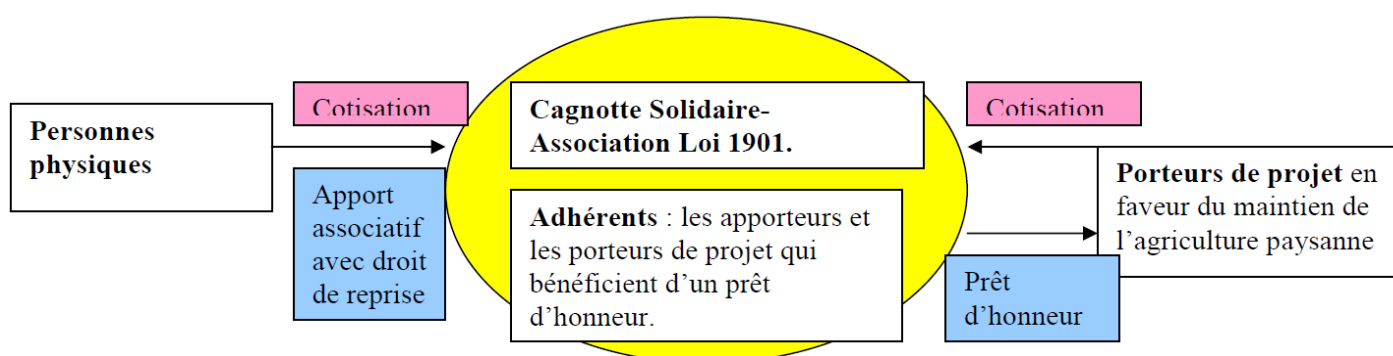 Personnes
physiques
Cotisation
Apport
associatif
avec droit
de reprise
Cagnotte Solidaire-
Association Loi 1901.
Adhérents : les apporteurs et
les porteurs de projet qui
bénéficient d’un prêt
d’honneur.
Cotisation
Prêt
d’honneur
Porteurs de projet en
faveur du maintien de
l’agriculture paysanne